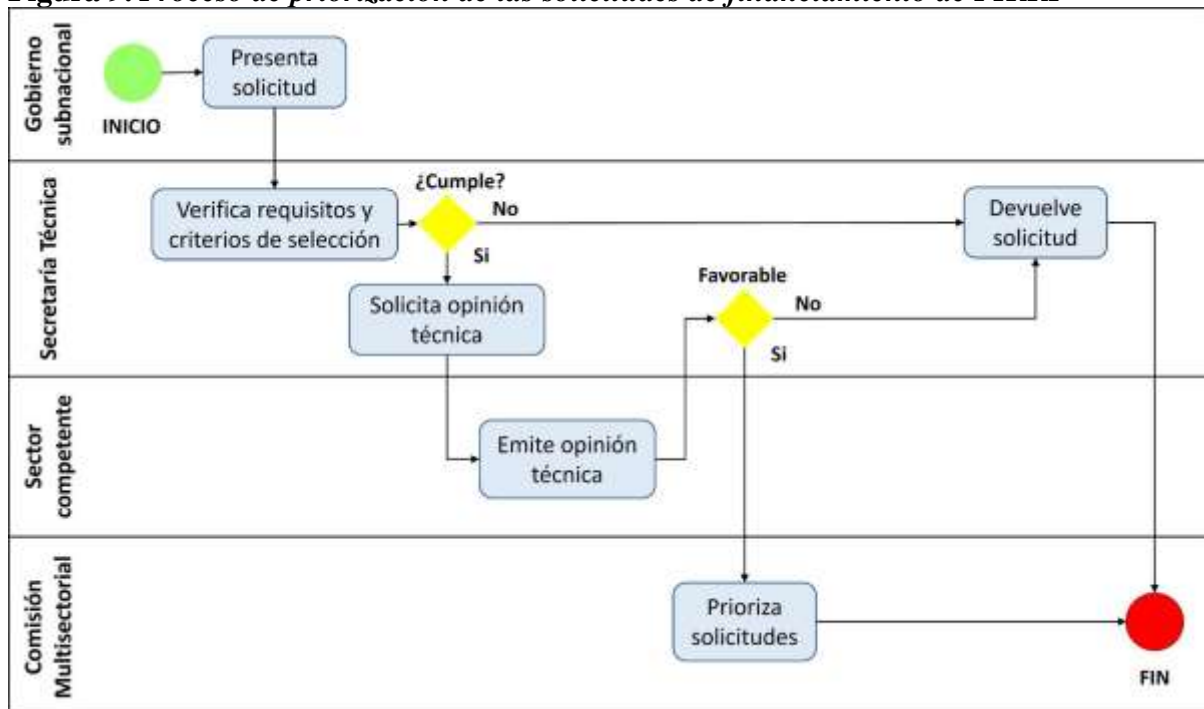 Gobierno
subnacional
Presenta
solicitud
INICIO
Secretaría Técnica
¿Cumple?
Verifica requisitos y
criterios de selección
No
Si
Devuelve
solicitud
Solicita opinión
técnica
Favorable
No
Si
Sector
competente
Emite opinión
técnica
Comisión
Multisectorial
Prioriza
solicitudes
FIN